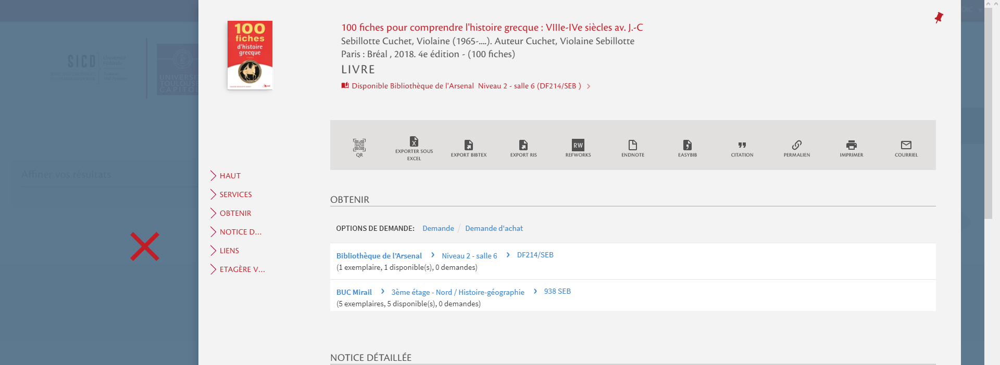 SICD
Université
Fédérale
UNIVERSITÉ
TOULOUSE
CAPITOLE
Affiner vos résultats
100
fiches
d'histoire
grecque
100 fiches pour comprendre l'histoire grecque : VIIIe-IVe siècles av. J.-C
Sebillotte Cuchet, Violaine (1965-....). Auteur Cuchet, Violaine Sebillotte
Paris : Bréal , 2018. 4e édition - (100 fiches)
LIVRE
Disponible Bibliothèque de l'Arsenal Niveau 2 - salle 6 (DF214/SEB )
QR
EXPORTER SOUS
EXCEL
EXPORT BIBTEX
EXPORT RIS
RW
REFWORKS
ENDNOTE
EASYBIB
CITATION
PERMALIEN
IMPRIMER
COURRIEL
HAUT
SERVICES
OBTENIR
NOTICE D...
LIENS
ETAGÈRE V...
OBTENIR
OPTIONS DE DEMANDE: Demande / Demande d'achat
Bibliothèque de l'Arsenal Niveau 2 - salle 6 DF214/SEB
(1 exemplaire, 1 disponible(s), 0 demandes)
BUC Mirail 3ème étage - Nord / Histoire-géographie 938 SEB
(5 exemplaires, 5 disponible(s), 0 demandes)
NOTICE DÉTAILLÉE